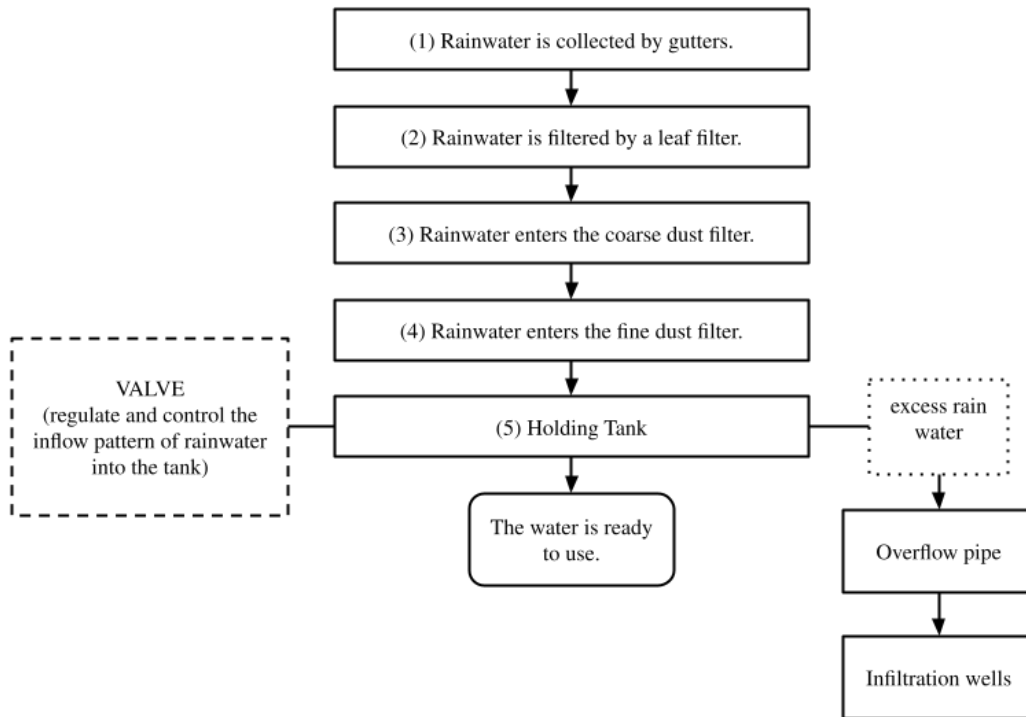 (1) Rainwater is collected by gutters.
(2) Rainwater is filtered by a leaf filter.
(3) Rainwater enters the coarse dust filter.
(4) Rainwater enters the fine dust filter.
VALVE
(regulate and control the
inflow pattern of rainwater
into the tank)
(5) Holding Tank
excess rain
water
The water is ready
to use.
Overflow pipe
Infiltration wells